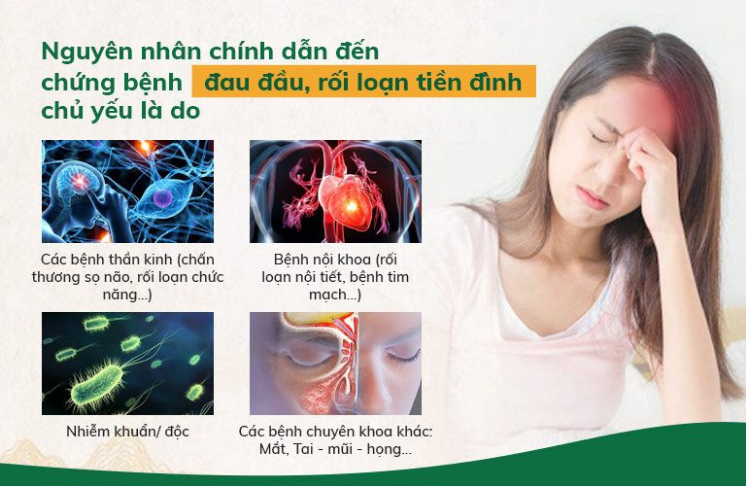 Nguyên nhân chính dẫn đến
chứng bệnh đau đầu, rối loạn tiền đình
chủ yếu là do
Các bệnh thần kinh (chấn
thương sọ não, rối loạn chức
năng...)
Bệnh nội khoa (rối
loạn nội tiết, bệnh tim
mạch...)
Nhiễm khuẩn/ độc
Các bệnh chuyên khoa khác:
Mắt, Tai - mũi - họng...